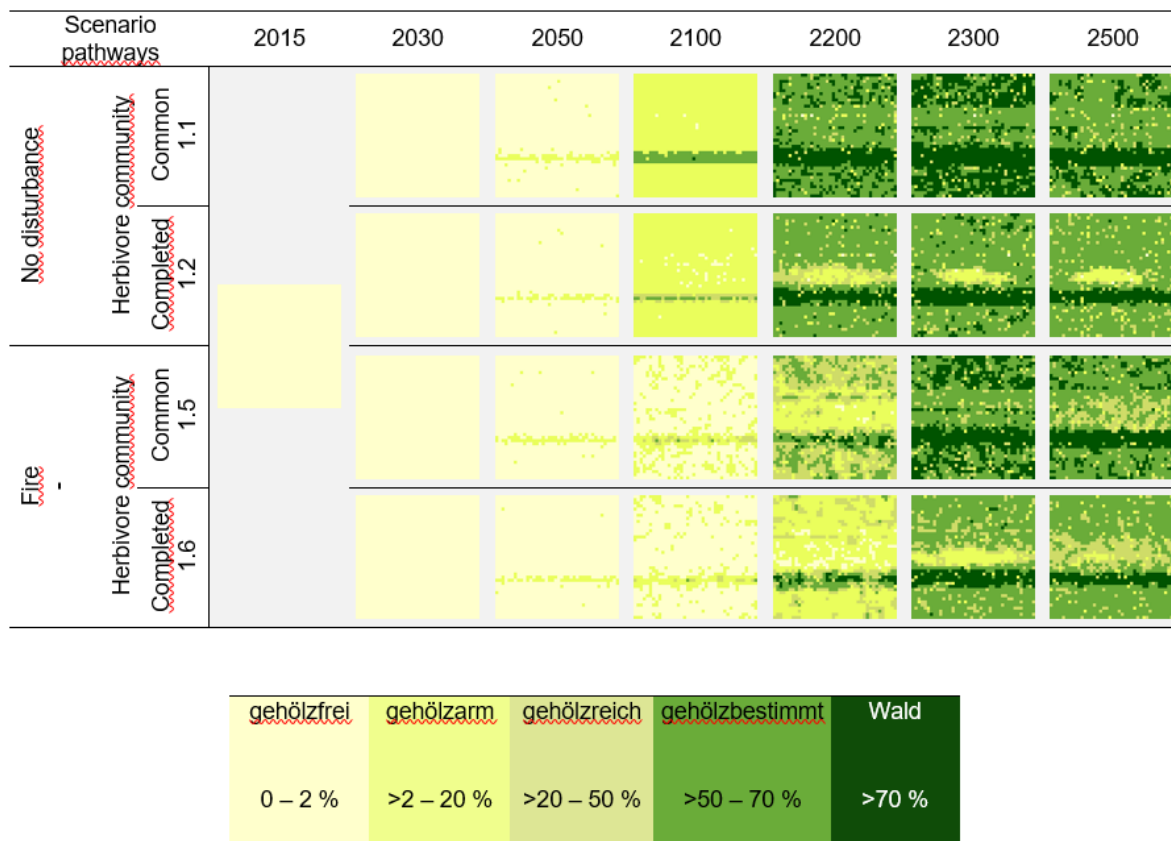 Scenario
pathways
2015
2030
2050
2100
2200
2300
2500
No disturbance
Herbivore community
Common
1.1
Completed
1.2
Fire
-
Herbivore community
Common
1.5
Completed
1.6
gehölzfrei
gehölzarm
gehölzreich
gehölzbestimmt
Wald
0 – 2 %
>2 – 20 %
>20 – 50 %
>50 – 70 %
>70 %